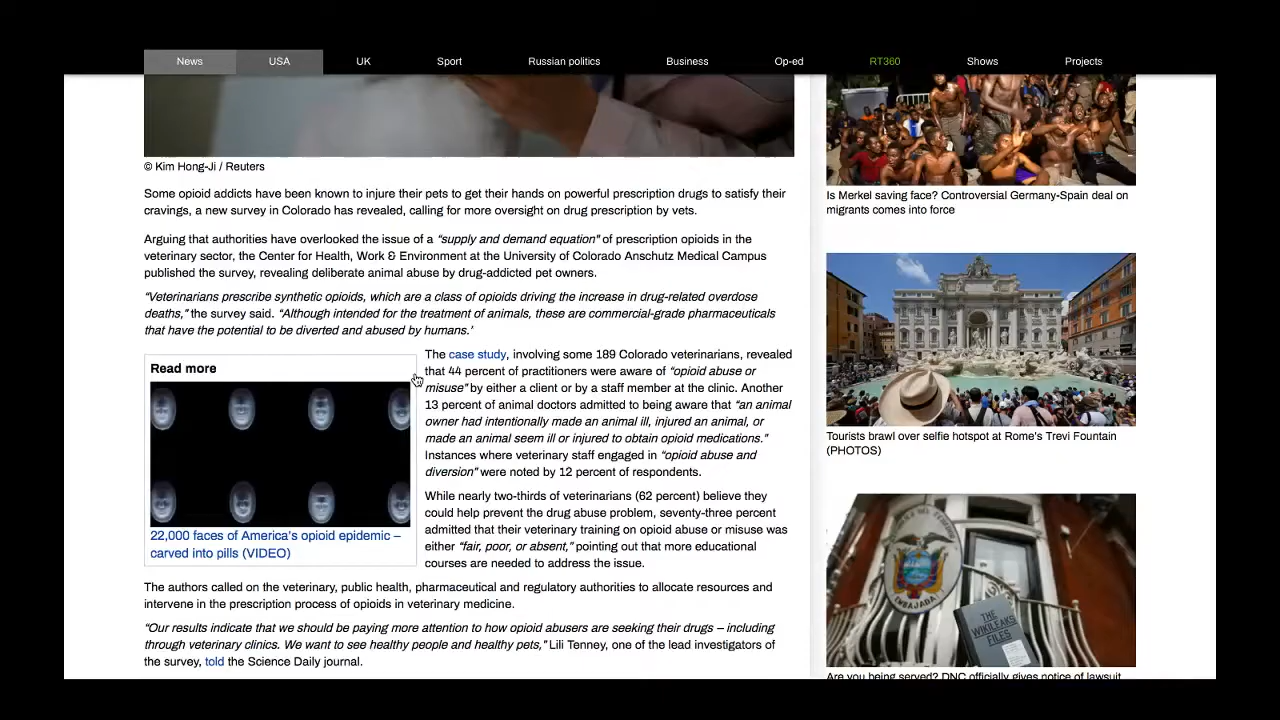 News USA UK Sport Russian politics Business Op-ed RT360 Shows Projects
© Kim Hong-Ji / Reuters
Some opioid addicts have been known to injure their pets to get their hands on powerful prescription drugs to satisfy their
cravings, a new survey in Colorado has revealed, calling for more oversight on drug prescription by vets.
Arguing that authorities have overlooked the issue of a “supply and demand equation” of prescription opioids in the
veterinary sector, the Center for Health, Work & Environment at the University of Colorado Anschutz Medical Campus
published the survey, revealing deliberate animal abuse by drug-addicted pet owners.
“Veterinarians prescribe synthetic opioids, which are a class of opioids driving the increase in drug-related overdose
deaths,” the survey said. “Although intended for the treatment of animals, these are commercial-grade pharmaceuticals
that have the potential to be diverted and abused by humans.’
Read more
22,000 faces of America’s opioid epidemic –
carved into pills (VIDEO)
The case study, involving some 189 Colorado veterinarians, revealed
that 44 percent of practitioners were aware of “opioid abuse or
misuse” by either a client or by a staff member at the clinic. Another
13 percent of animal doctors admitted to being aware that “an animal
owner had intentionally made an animal ill, injured an animal, or
made an animal seem ill or injured to obtain opioid medications.”
Instances where veterinary staff engaged in “opioid abuse and
diversion” were noted by 12 percent of respondents.
While nearly two-thirds of veterinarians (62 percent) believe they
could help prevent the drug abuse problem, seventy-three percent
admitted that their veterinary training on opioid abuse or misuse was
either “fair, poor, or absent,” pointing out that more educational
courses are needed to address the issue.
The authors called on the veterinary, public health, pharmaceutical and regulatory authorities to allocate resources and
intervene in the prescription process of opioids in veterinary medicine.
“Our results indicate that we should be paying more attention to how opioid abusers are seeking their drugs – including
through veterinary clinics. We want to see healthy people and healthy pets,” Lili Tenney, one of the lead investigators of
the survey, told the Science Daily journal.
Is Merkel saving face? Controversial Germany-Spain deal on
migrants comes into force
Tourists brawl over selfie hotspot at Rome’s Trevi Fountain
(PHOTOS)
THE
WIKILEAKS
FILES
Are you being served? DNC officially gives notice of lawsuit